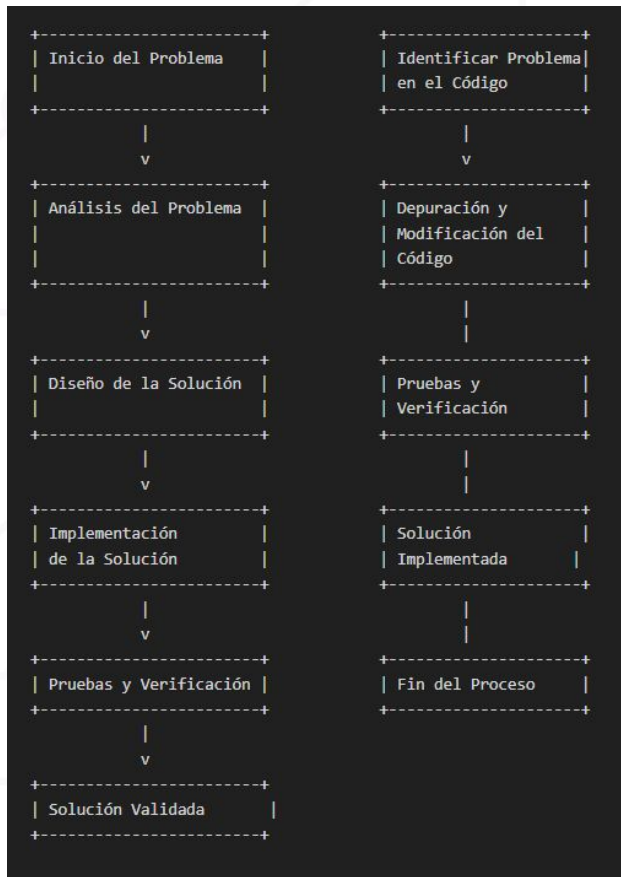 Inicio del Problema
Análisis del Problema
Diseño de la Solución
Implementación
de la Solución
Pruebas y Verificación
Solución Validada
Identificar Problema
en el Código
Depuración y
Modificación del
Código
Pruebas y
Verificación
Solución
Implementada
Fin del Proceso